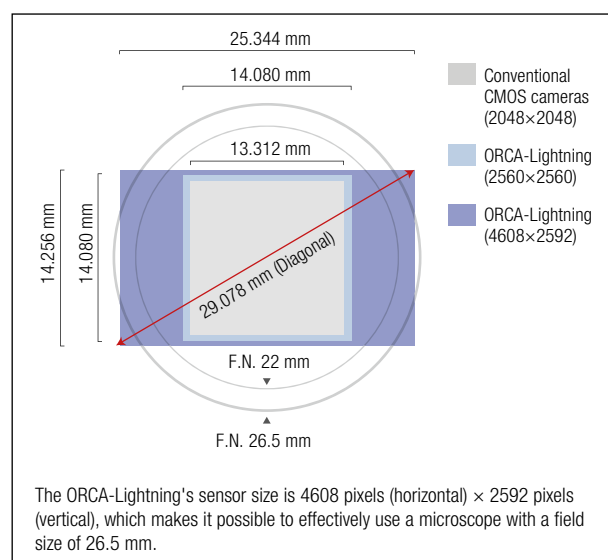 25.344 mm
14.080 mm
13.312 mm
14.256 mm
14.080 mm
29.078 mm (Diagonal)
F.N. 22 mm
F.N. 26.5 mm
Conventional
CMOS cameras
(2048×2048)
ORCA-Lightning
(2560×2560)
ORCA-Lightning
(4608×2592)
The ORCA-Lightning's sensor size is 4608 pixels (horizontal) × 2592 pixels
(vertical), which makes it possible to effectively use a microscope with a field
size of 26.5 mm.